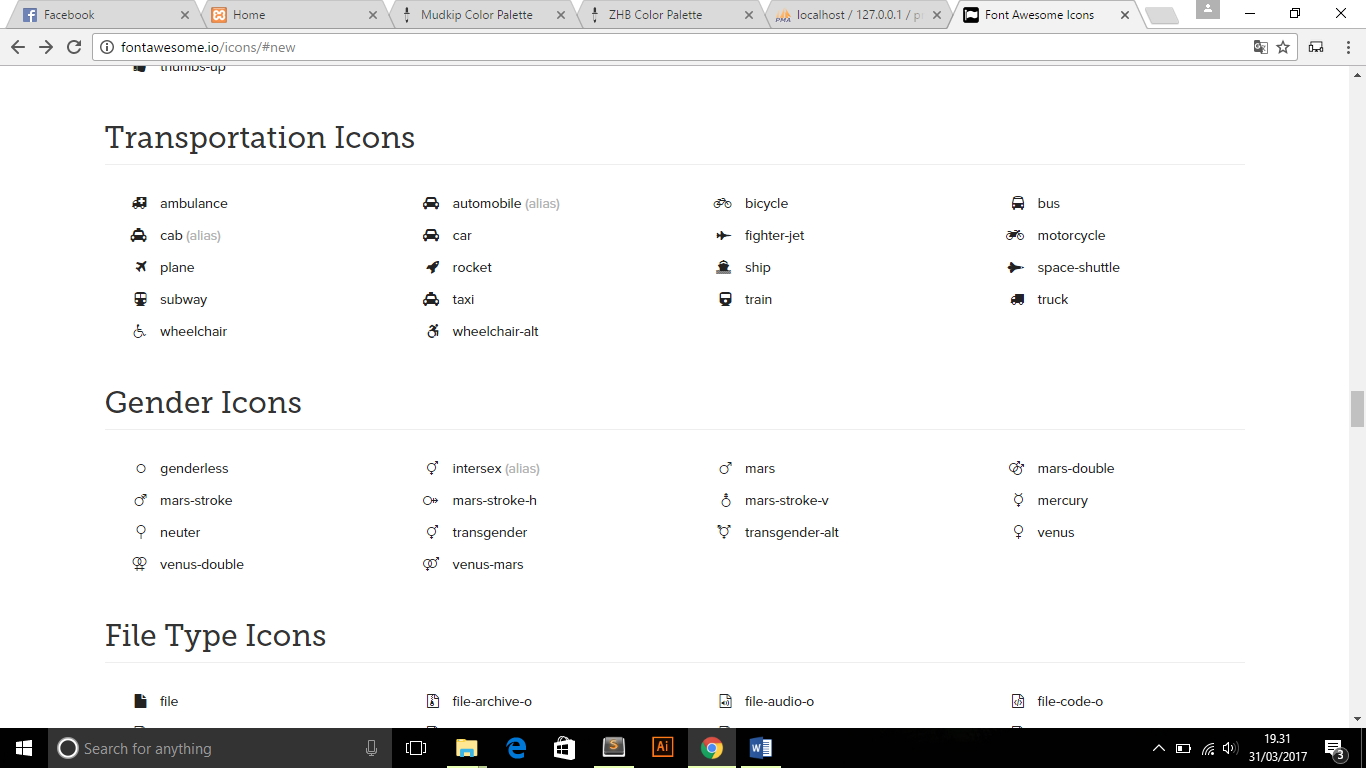 Facebook Home Mudkip Color Palette ZHB Color Palette localhost / 127.0.0.1 / p Font Awesome Icons
fontawesome.io/icons/#new
thumbs-up
Transportation Icons
ambulance automobile (alias) bicycle bus
cab (alias) car fighter-jet motorcycle
plane rocket ship space-shuttle
subway taxi train truck
wheelchair wheelchair-alt
Gender Icons
genderless intersex (alias) mars mars-double
mars-stroke mars-stroke-h mars-stroke-v mercury
neuter transgender transgender-alt venus
venus-double venus-mars
File Type Icons
file file-archive-o file-audio-o file-code-o
Search for anything
19.31
31/03/2017
3